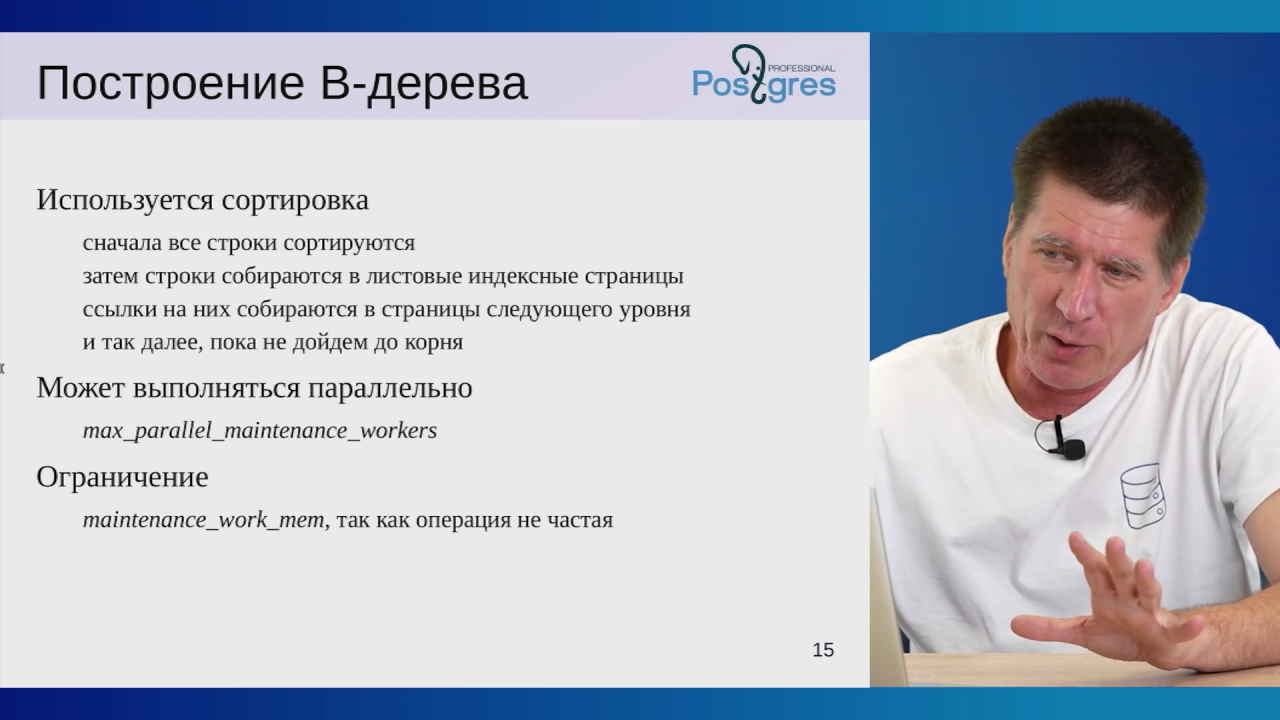 Построение B-дерева
PROFESSIONAL
Postgres
Используется сортировка
сначала все строки сортируются
затем строки собираются в листовые индексные страницы
ссылки на них собираются в страницы следующего уровня
и так далее, пока не дойдем до корня
Может выполняться параллельно
max_parallel_maintenance_workers
Ограничение
maintenance_work_mem, так как операция не частая
15